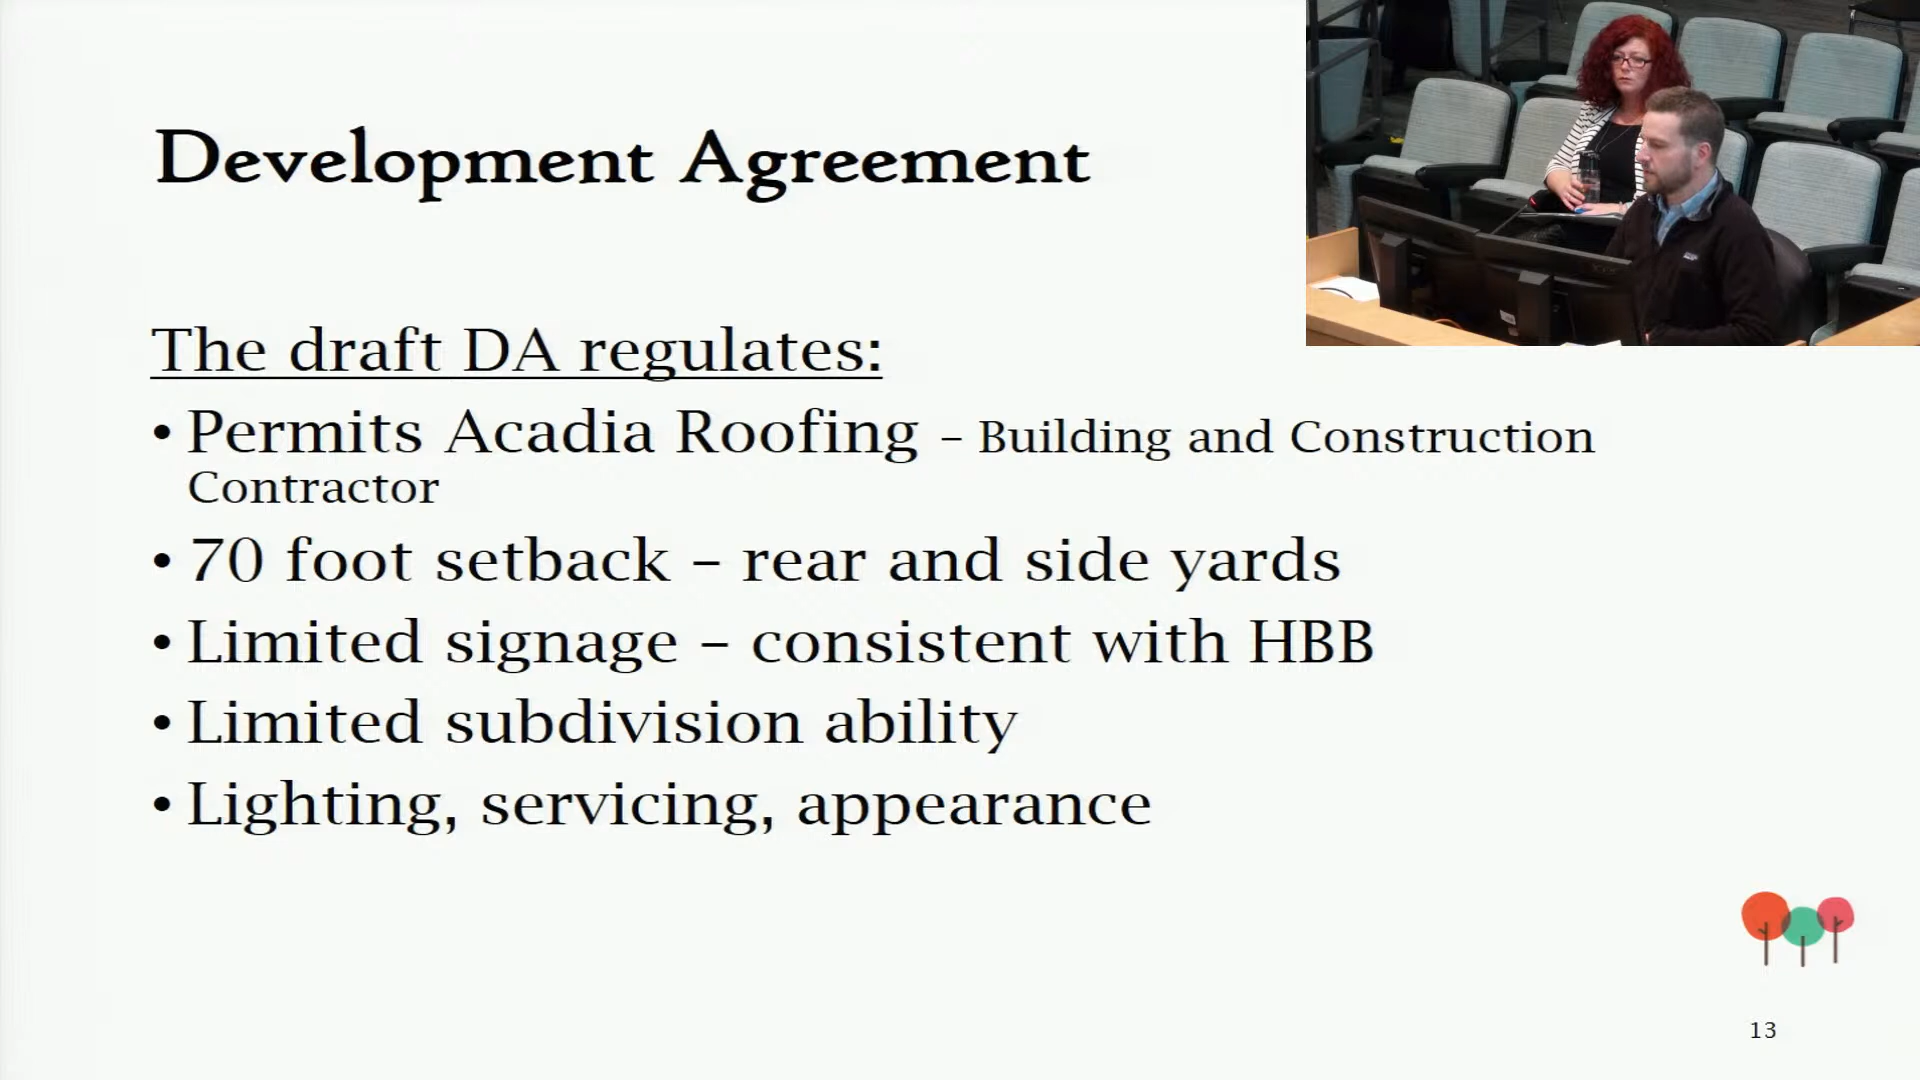 Development Agreement
The draft DA regulates:
• Permits Acadia Roofing – Building and Construction
Contractor
• 70 foot setback – rear and side yards
• Limited signage – consistent with HBB
• Limited subdivision ability
• Lighting, servicing, appearance
13